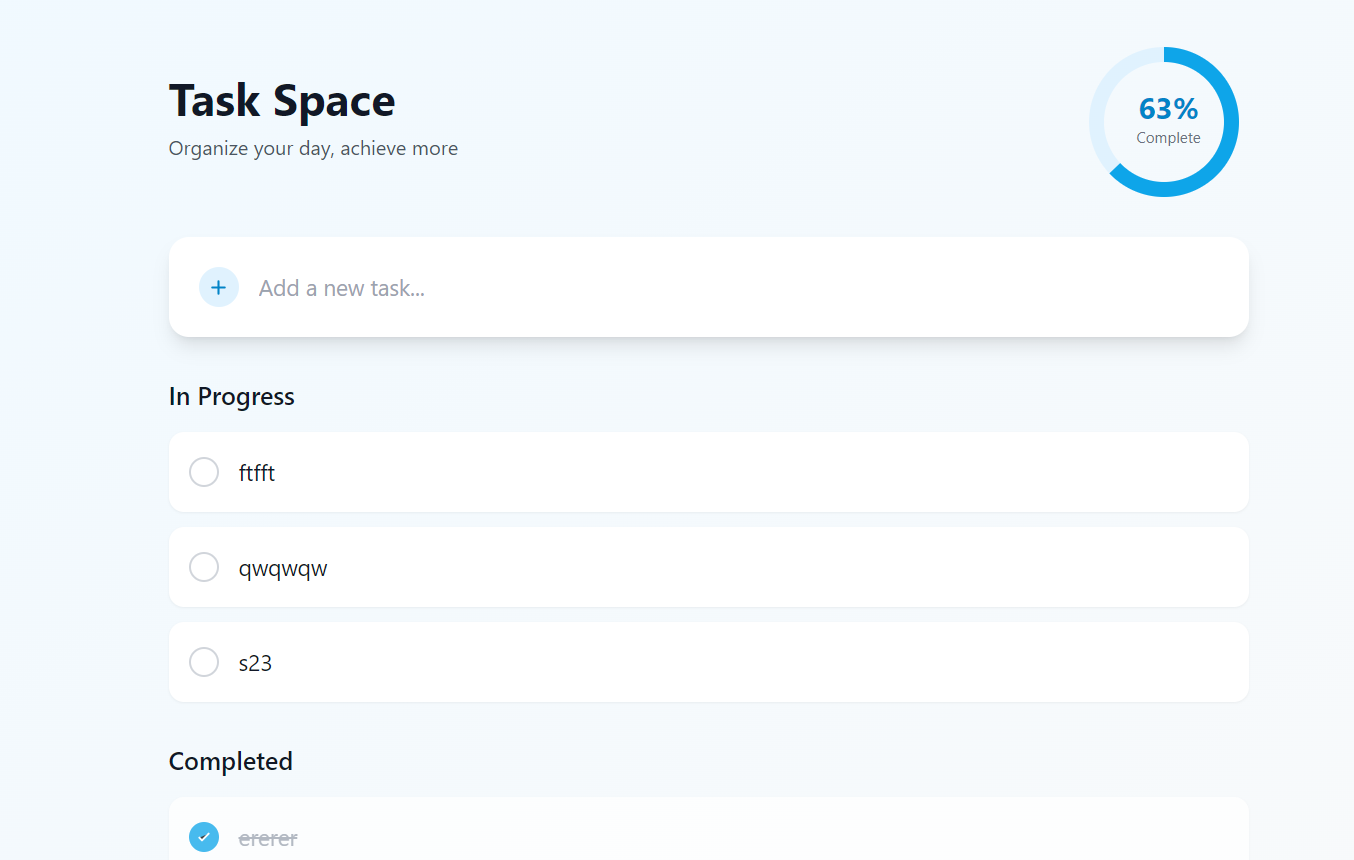 Task Space
Organize your day, achieve more
63%
Complete
Add a new task...
In Progress
ftfft
qwqwqw
s23
Completed
ererer